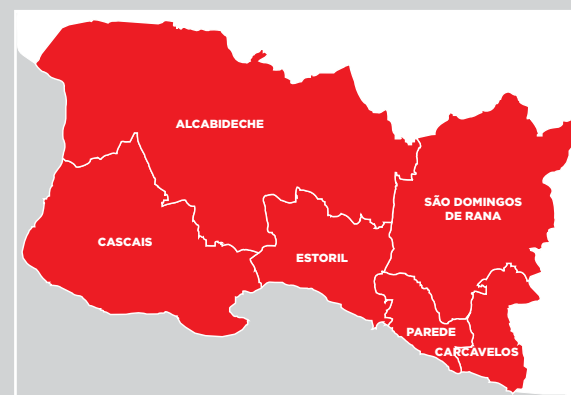 ALCABIDECHE
SÃO DOMINGOS
DE RANA
CASCAIS
ESTORIL
PAREDE
CARCAVELOS